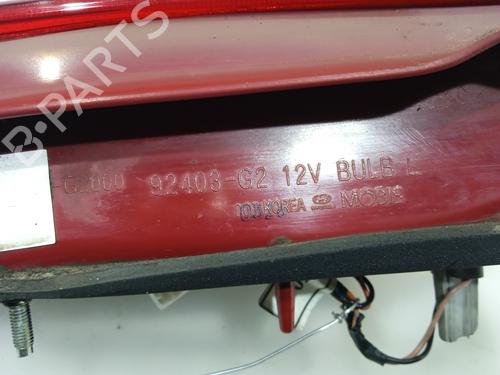 B-PARTS
-G2000 92403-G2 12V BULB L
KOREA MOBIS